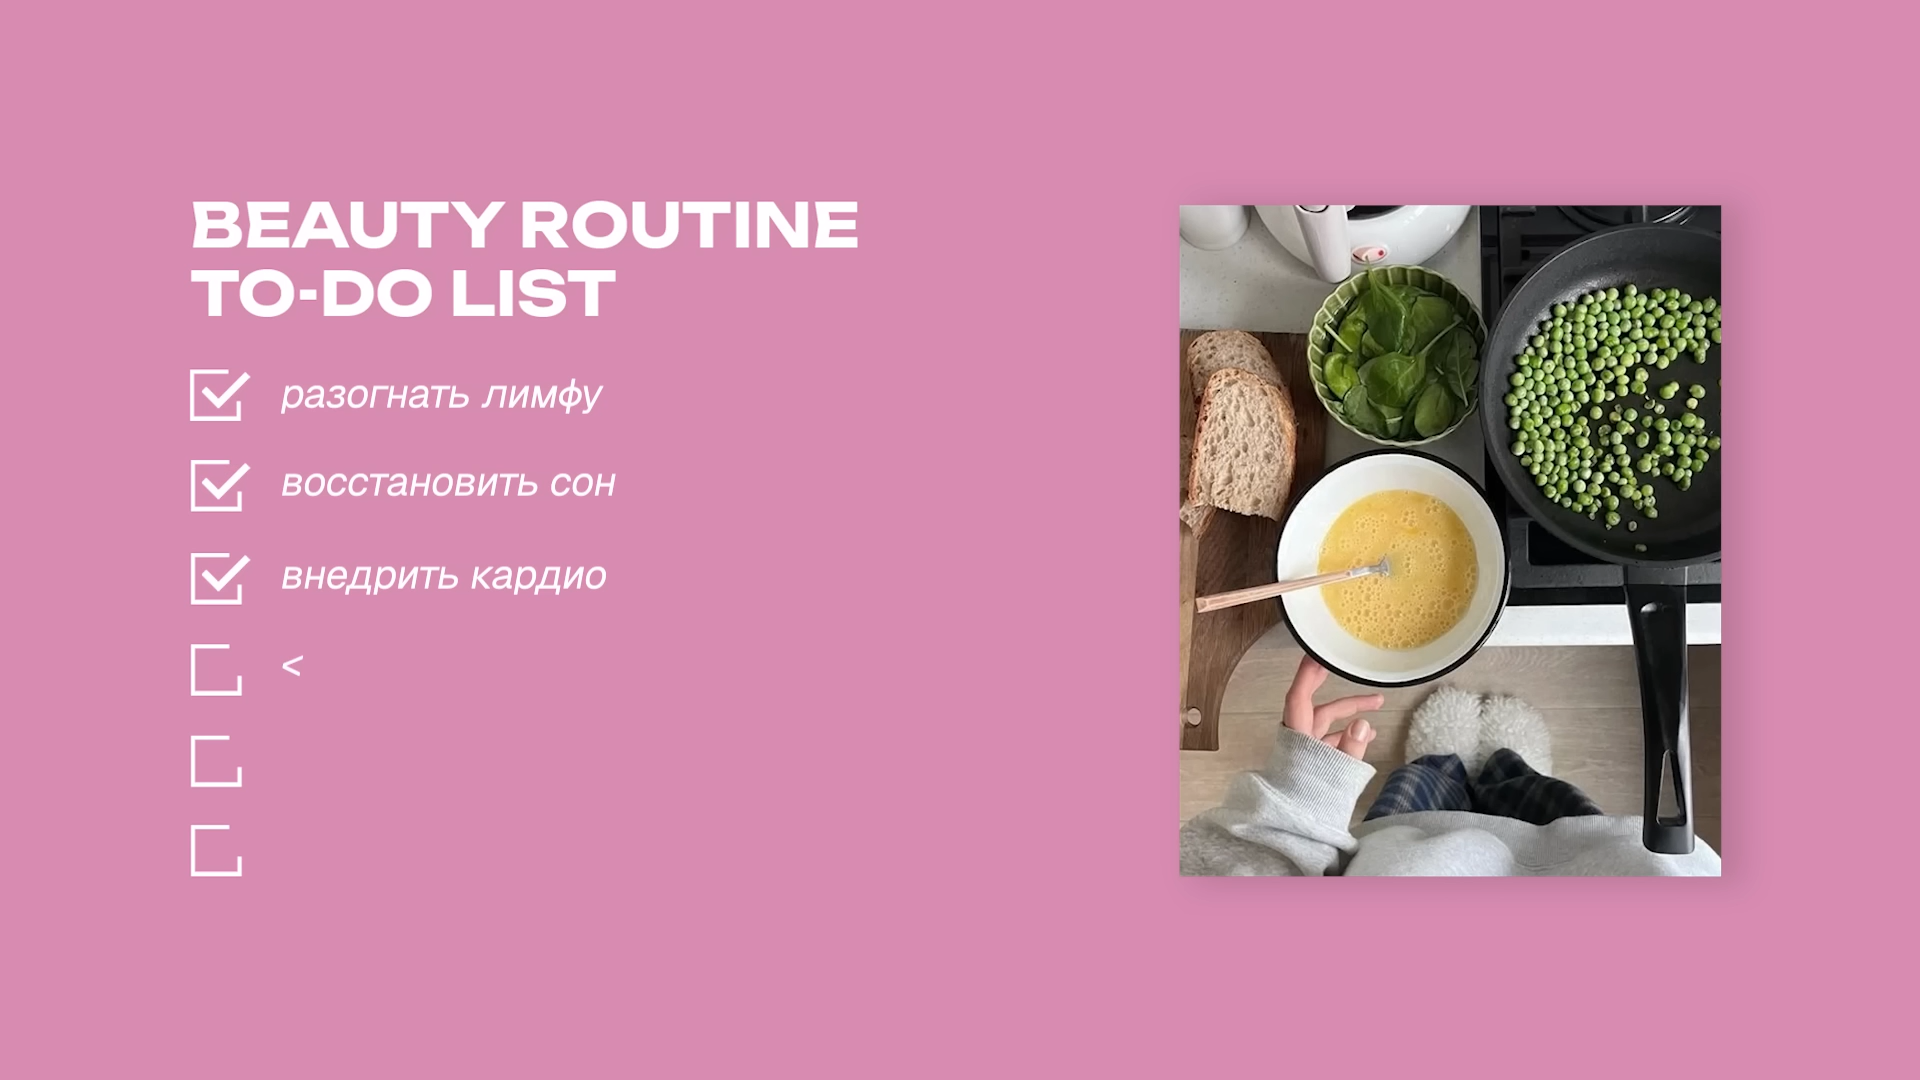 BEAUTY ROUTINE
TO-DO LIST
разогнать лимфу
восстановить сон
внедрить кардио
<